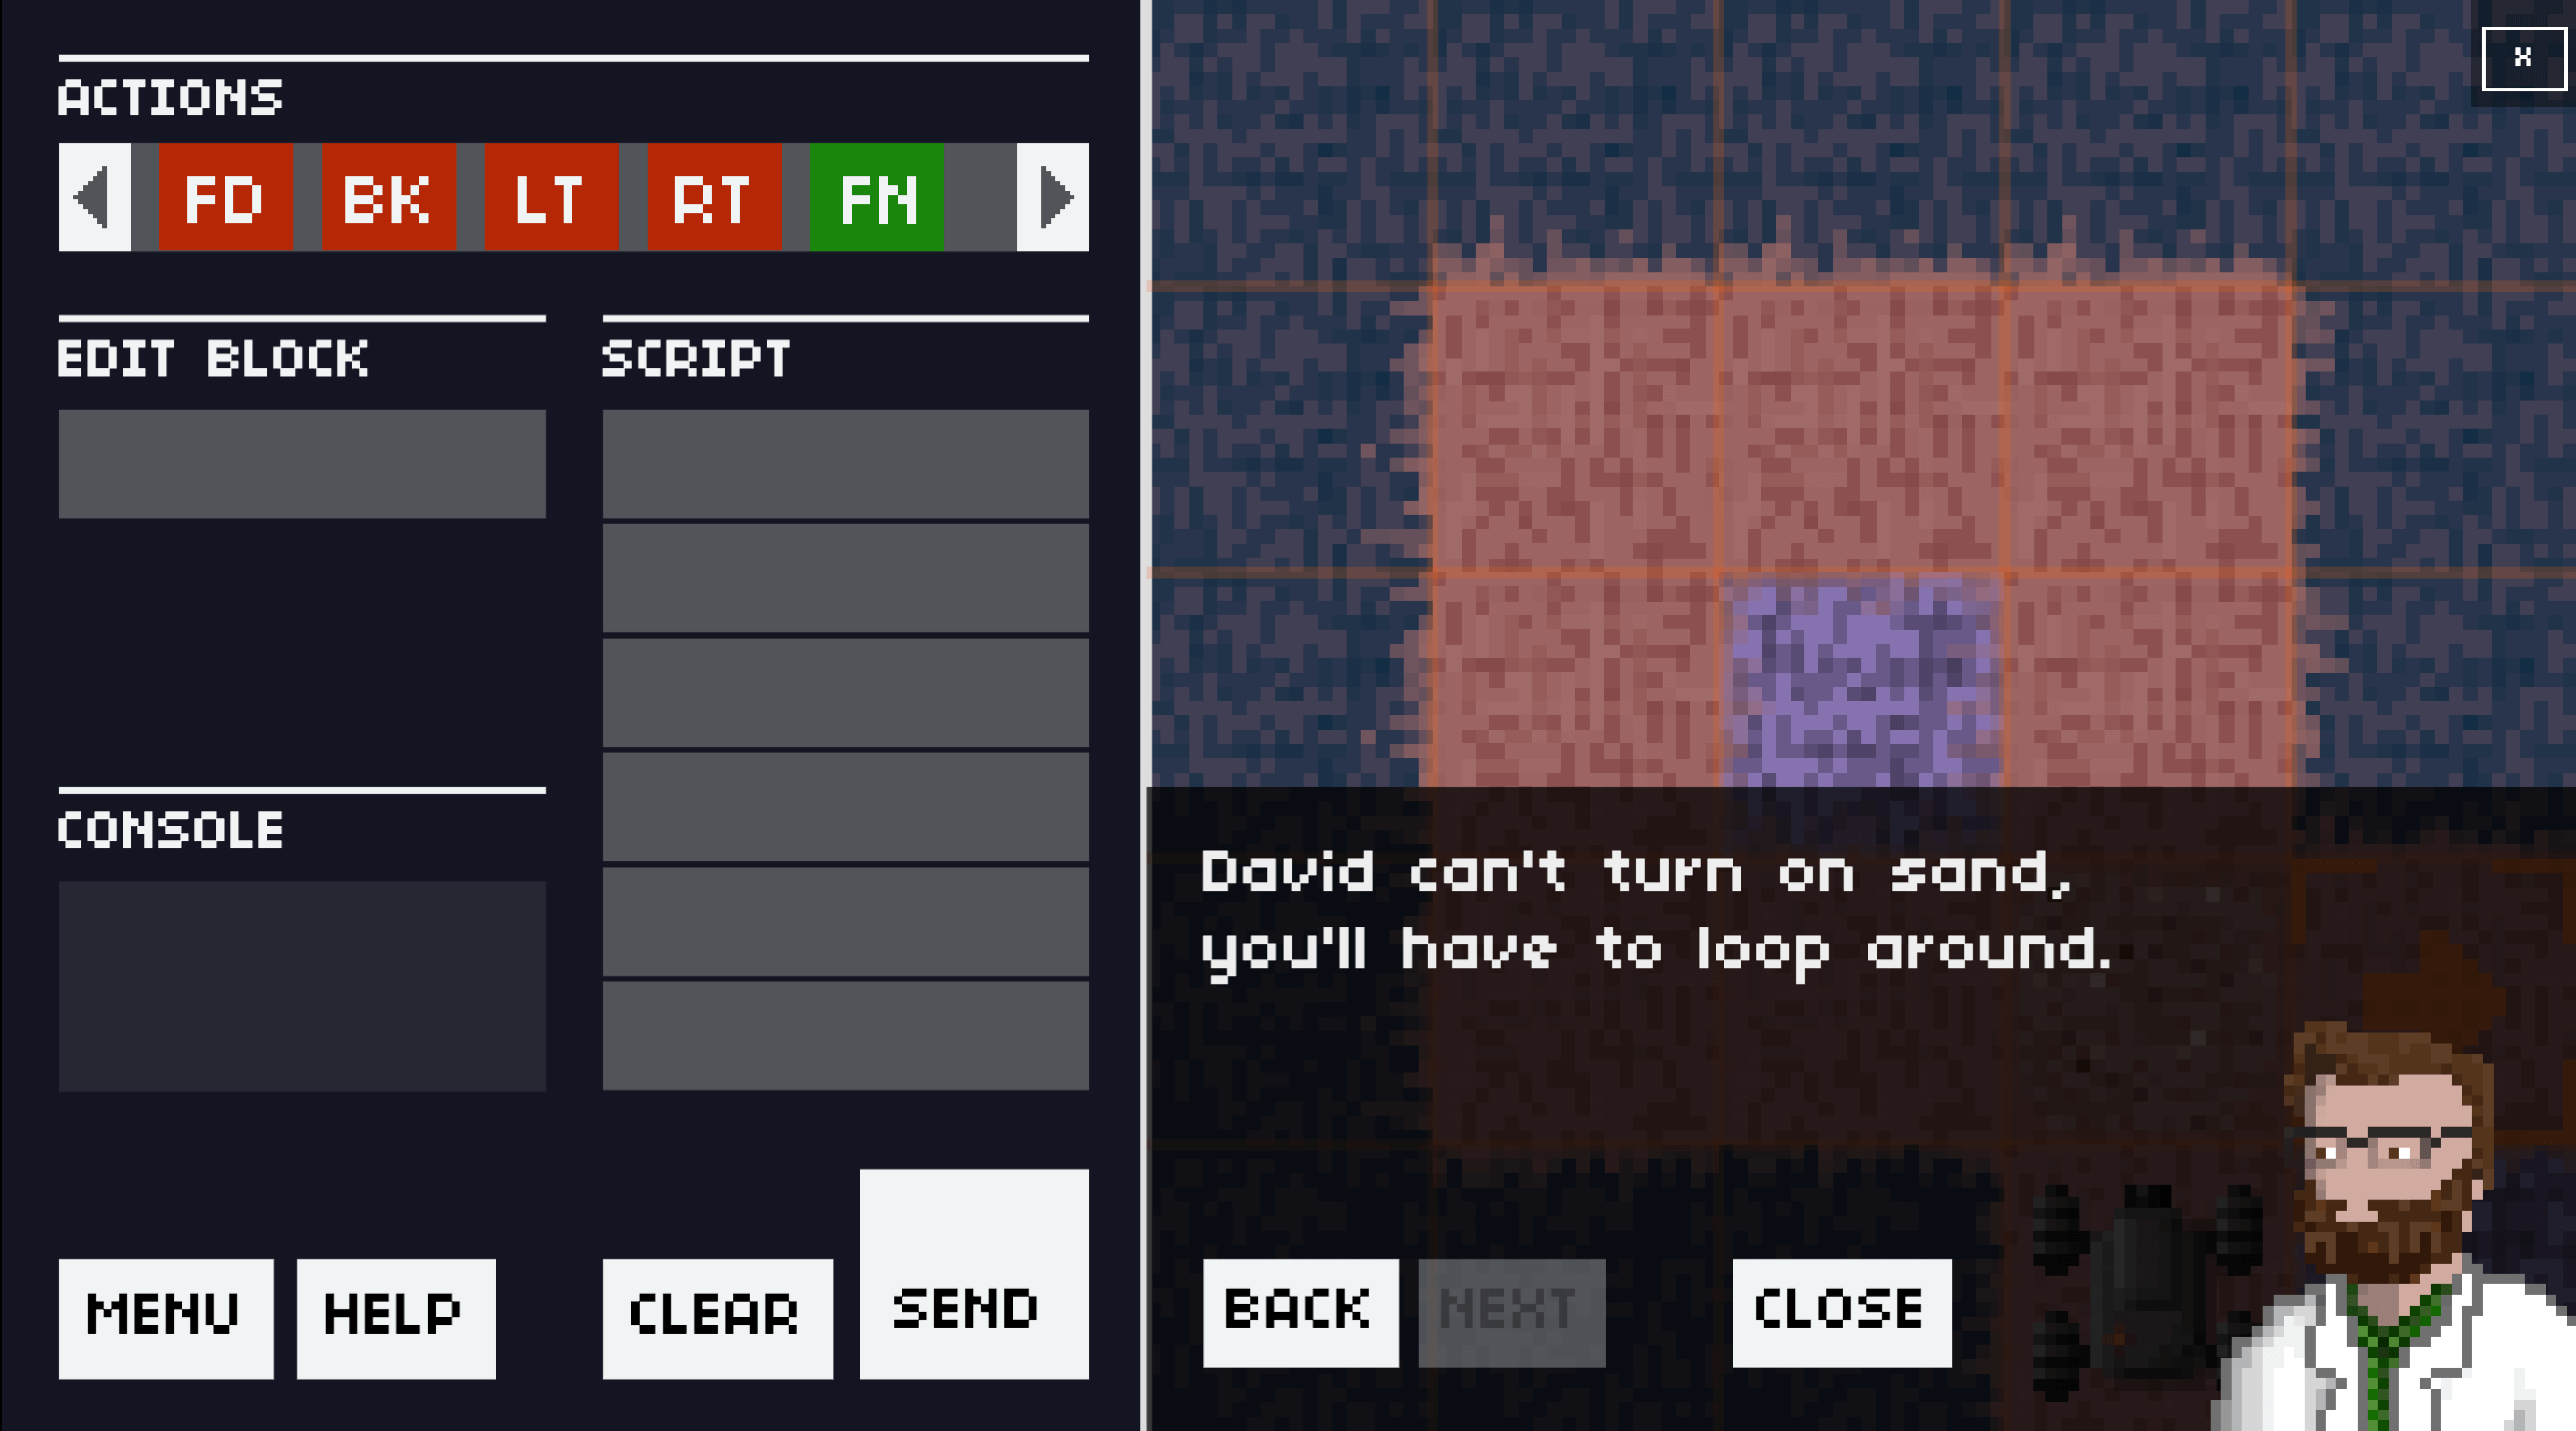 ACTIONS
FD BK LT RT FN
EDIT BLOCK
SCRIPT
CONSOLE
MENU HELP CLEAR SEND
X
David can't turn on sand,
you'll have to loop around.
BACK NEXT CLOSE